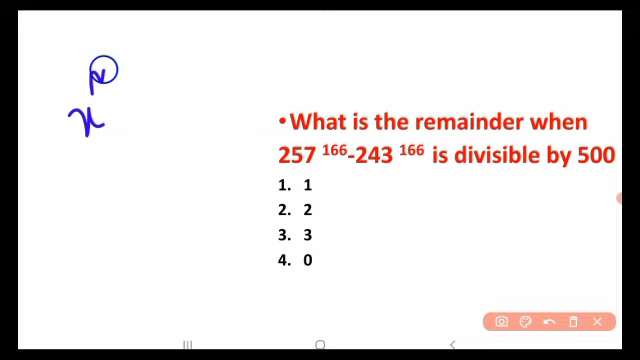 •What is the remainder when
257 ¹⁶⁶-243 ¹⁶⁶ is divisible by 500
1. 1
2. 2
3. 3
4. 0